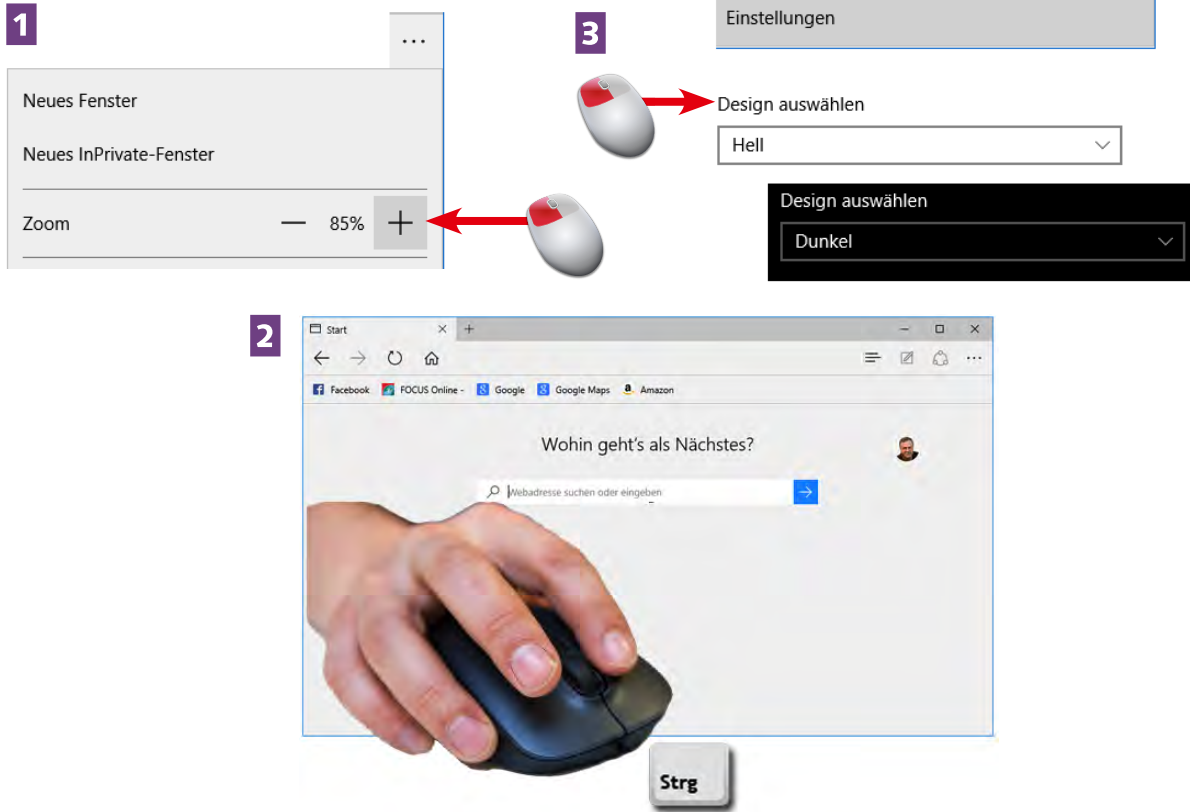 1
...
Neues Fenster
Neues InPrivate-Fenster
Zoom — 85% +
3
Einstellungen
Design auswählen
Hell
Design auswählen
Dunkel
2
Start
Facebook FOCUS Online - Google Google Maps Amazon
Wohin geht's als Nächstes?
Webadresse suchen oder eingeben
Strg